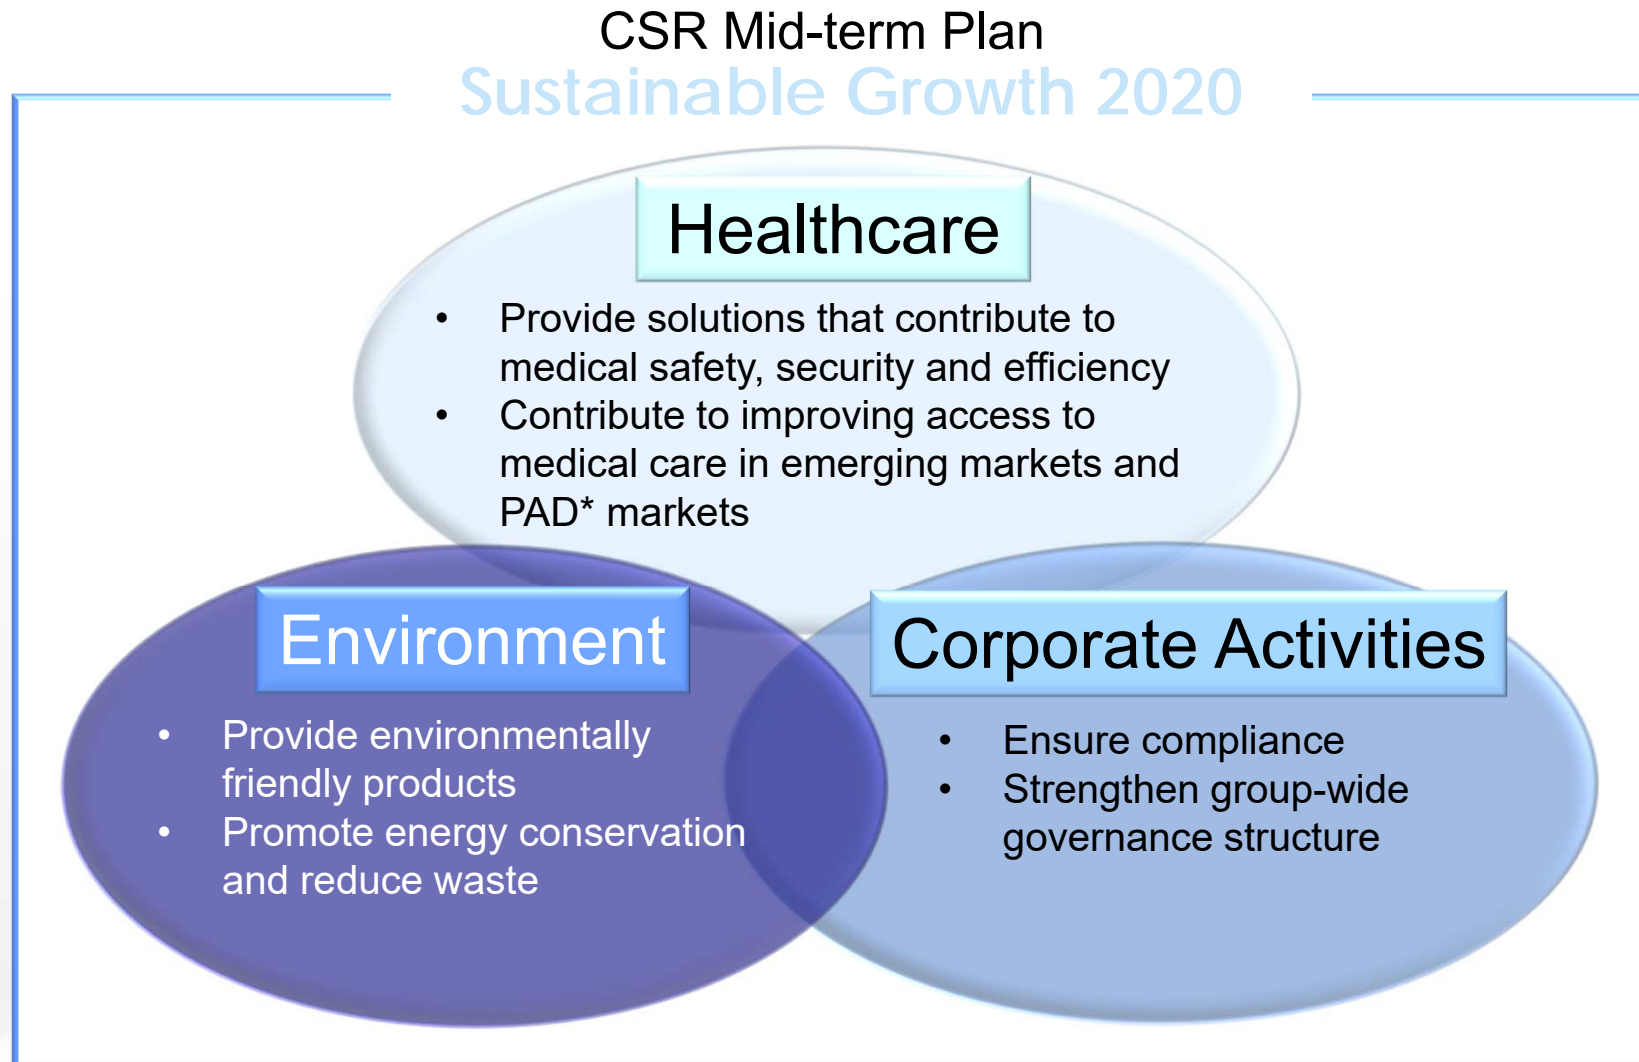 CSR Mid-term Plan
Sustainable Growth 2020
Healthcare
• Provide solutions that contribute to
medical safety, security and efficiency
• Contribute to improving access to
medical care in emerging markets and
PAD* markets
Environment
• Provide environmentally
friendly products
• Promote energy conservation
and reduce waste
Corporate Activities
• Ensure compliance
• Strengthen group-wide
governance structure